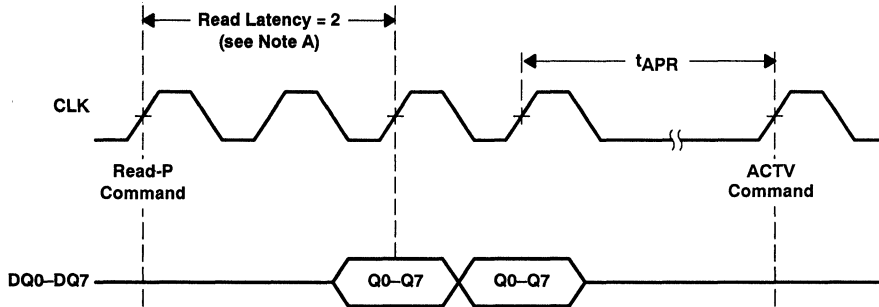 Read Latency = 2
(see Note A)
tAPR
CLK
Read-P
Command
ACTV
Command
DQ0–DQ7
Q0–Q7
Q0–Q7